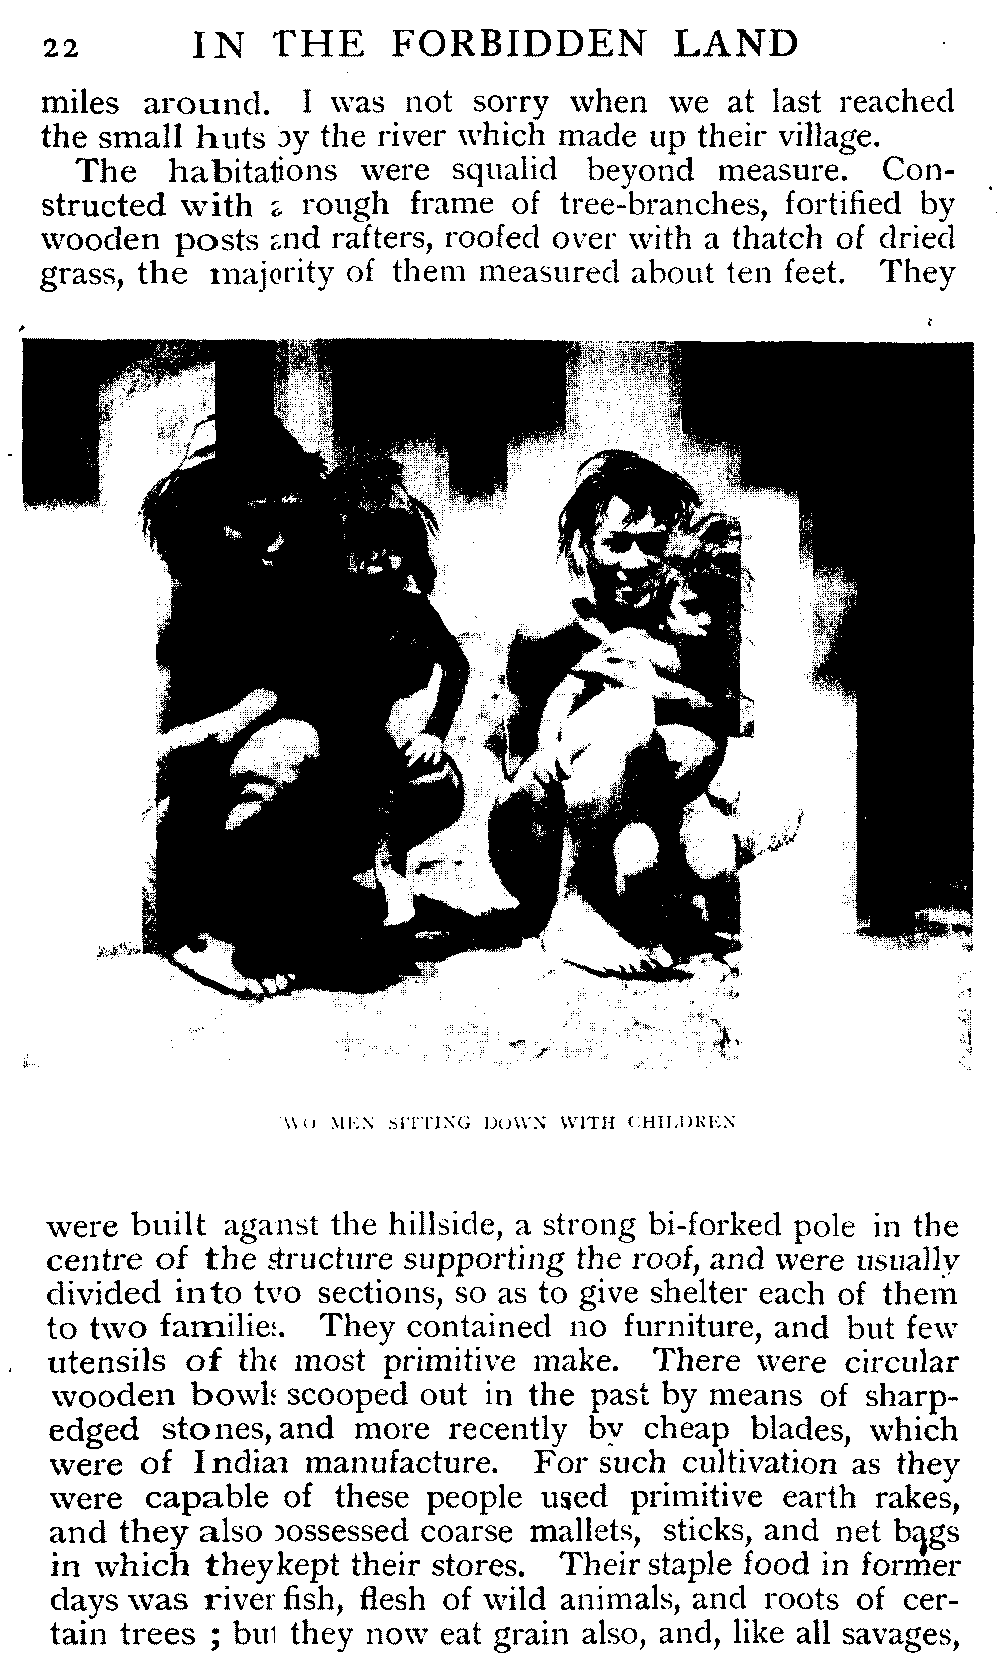 22 IN THE FORBIDDEN LAND
miles around. I was not sorry when we at last reached
the small huts by the river which made up their village.
The habitations were squalid beyond measure. Con-
structed with a rough frame of tree-branches, fortified by
wooden posts and rafters, roofed over with a thatch of dried
grass, the majority of them measured about ten feet. They
TWO MEN SITTING DOWN WITH CHILDREN
were built against the hillside, a strong bi-forked pole in the
centre of the structure supporting the roof, and were usually
divided into two sections, so as to give shelter each of them
to two families. They contained no furniture, and but few
utensils of the most primitive make. There were circular
wooden bowls scooped out in the past by means of sharp-
edged stones, and more recently by cheap blades, which
were of Indian manufacture. For such cultivation as they
were capable of these people used primitive earth rakes,
and they also possessed coarse mallets, sticks, and net bags
in which they kept their stores. Their staple food in former
days was river fish, flesh of wild animals, and roots of cer-
tain trees ; but they now eat grain also, and, like all savages,